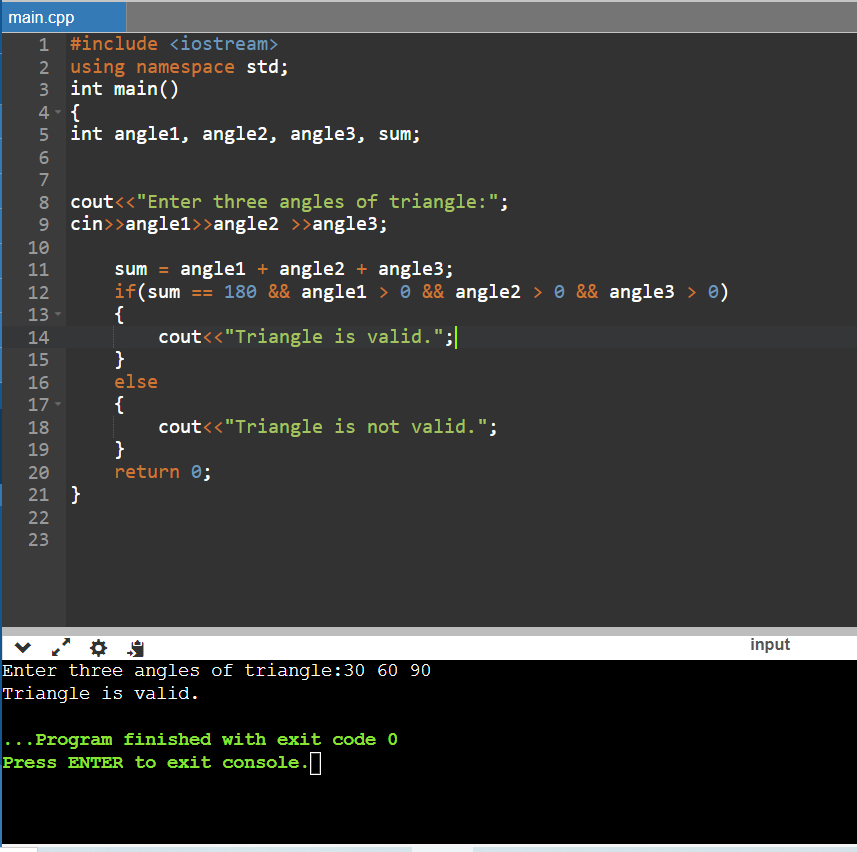 main.cpp
1 #include <iostream>
2 using namespace std;
3 int main()
4 {
5 int angle1, angle2, angle3, sum;
6
7
8 cout<<"Enter three angles of triangle:";
9 cin>>angle1>>angle2 >>angle3;
10
11     sum = angle1 + angle2 + angle3;
12     if(sum == 180 && angle1 > 0 && angle2 > 0 && angle3 > 0)
13     {
14         cout<<"Triangle is valid.";
15     }
16     else
17     {
18         cout<<"Triangle is not valid.";
19     }
20     return 0;
21 }
22
23
input
Enter three angles of triangle:30 60 90
Triangle is valid.
...Program finished with exit code 0
Press ENTER to exit console.